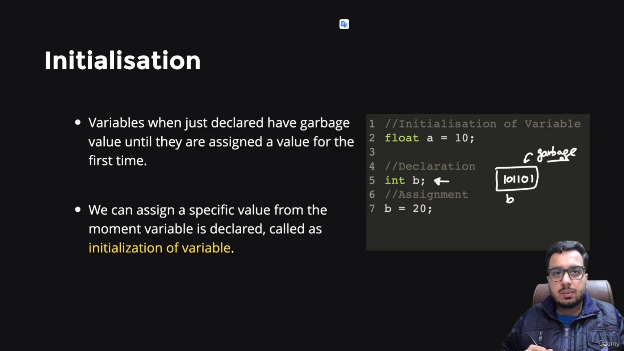 Initialisation
Variables when just declared have garbage
value until they are assigned a value for the
first time.
We can assign a specific value from the
moment variable is declared, called as
initialization of variable.
1 //Initialisation of Variable
2 float a = 10;
3
4 //Declaration
5 int b;
6 //Assignment
7 b = 20;
garbage
101101
b
Udemy